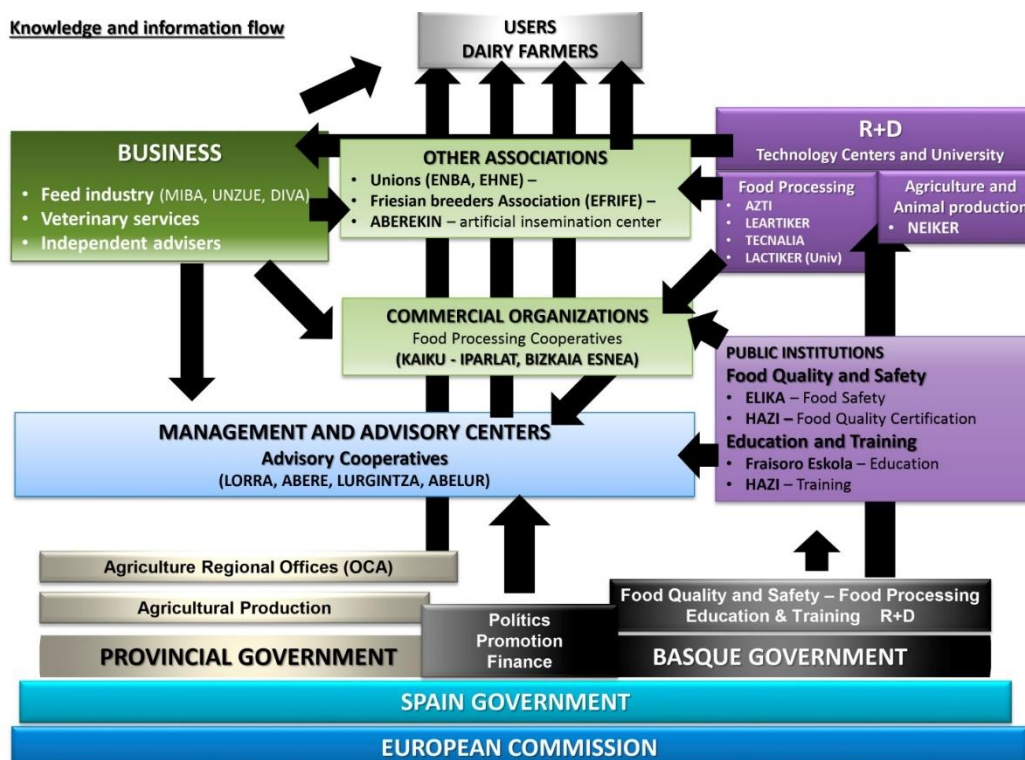 Knowledge and information flow
USERS
DAIRY FARMERS
BUSINESS
• Feed industry (MIBA, UNZUE, DIVA)
• Veterinary services
• Independent advisers
OTHER ASSOCIATIONS
• Unions (ENBA, EHNE) –
• Friesian breeders Association (EFRIFE) –
• ABEREKIN – artificial insemination center
R+D
Technology Centers and University
Food Processing
• AZTI
• LEARTIKER
• TECNALIA
• LACTIKER (Univ)
Agriculture and
Animal production
• NEIKER
COMMERCIAL ORGANIZATIONS
Food Processing Cooperatives
(KAIKU - IPARLAT, BIZKAIA ESNEA)
PUBLIC INSTITUTIONS
Food Quality and Safety
• ELIKA – Food Safety
• HAZI – Food Quality Certification
Education and Training
• Fraisoro Eskola – Education
• HAZI – Training
MANAGEMENT AND ADVISORY CENTERS
Advisory Cooperatives
(LORRA, ABERE, LURGINTZA, ABELUR)
Agriculture Regional Offices (OCA)
Agricultural Production
PROVINCIAL GOVERNMENT
Politics
Promotion
Finance
Food Quality and Safety – Food Processing
Education & Training R+D
BASQUE GOVERNMENT
SPAIN GOVERNMENT
EUROPEAN COMMISSION